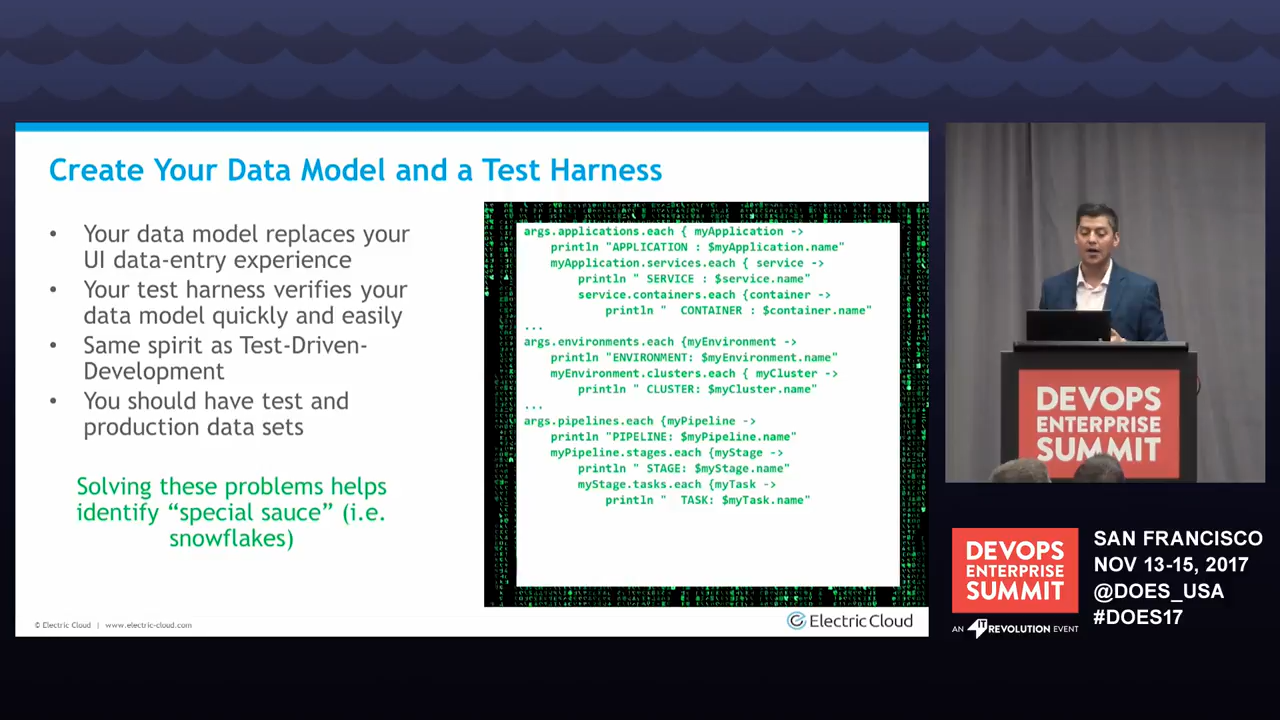 Create Your Data Model and a Test Harness
• Your data model replaces your
UI data-entry experience
• Your test harness verifies your
data model quickly and easily
• Same spirit as Test-Driven-
Development
• You should have test and
production data sets
Solving these problems helps
identify “special sauce” (i.e.
snowflakes)
args.applications.each { myApplication ->
println "APPLICATION : $myApplication.name"
myApplication.services.each { service ->
println " SERVICE : $service.name"
service.containers.each {container ->
println "  CONTAINER : $container.name"
...
args.environments.each {myEnvironment ->
println "ENVIRONMENT: $myEnvironment.name"
myEnvironment.clusters.each { myCluster ->
println " CLUSTER: $myCluster.name"
...
args.pipelines.each {myPipeline ->
println "PIPELINE: $myPipeline.name"
myPipeline.stages.each {myStage ->
println " STAGE: $myStage.name"
myStage.tasks.each {myTask ->
println "  TASK: $myTask.name"
© Electric Cloud | www.electric-cloud.com
Electric Cloud
DEVOPS
ENTERPRISE
SUMMIT
DEVOPS
ENTERPRISE
SUMMIT
AN IT REVOLUTION EVENT
SAN FRANCISCO
NOV 13-15, 2017
@DOES_USA
#DOES17